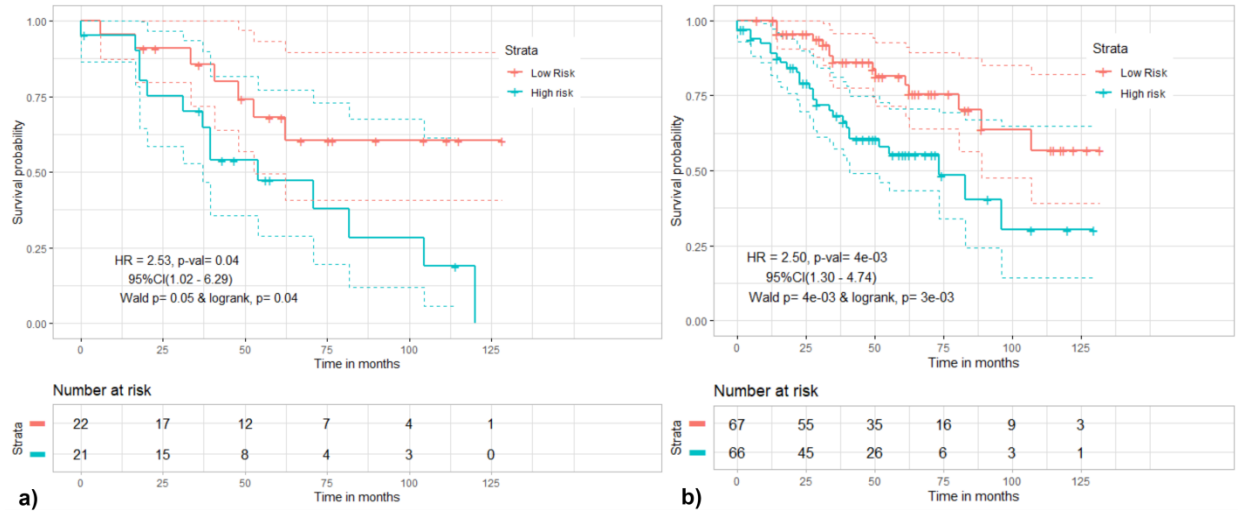 1.00
0.75
0.50
0.25
0.00
Survival probability
Strata
Low Risk
High risk
HR = 2.53, p-val= 0.04
95%CI(1.02 - 6.29)
Wald p= 0.05 & logrank, p= 0.04
0 25 50 75 100 125
Time in months
Number at risk
Strata
22 17 12 7 4 1
21 15 8 4 3 0
0 25 50 75 100 125
Time in months
a)
1.00
0.75
0.50
0.25
0.00
Survival probability
Strata
Low Risk
High risk
HR = 2.50, p-val= 4e-03
95%CI(1.30 - 4.74)
Wald p= 4e-03 & logrank, p= 3e-03
0 25 50 75 100 125
Time in months
Number at risk
Strata
67 55 35 16 9 3
66 45 26 6 3 1
0 25 50 75 100 125
Time in months
b)